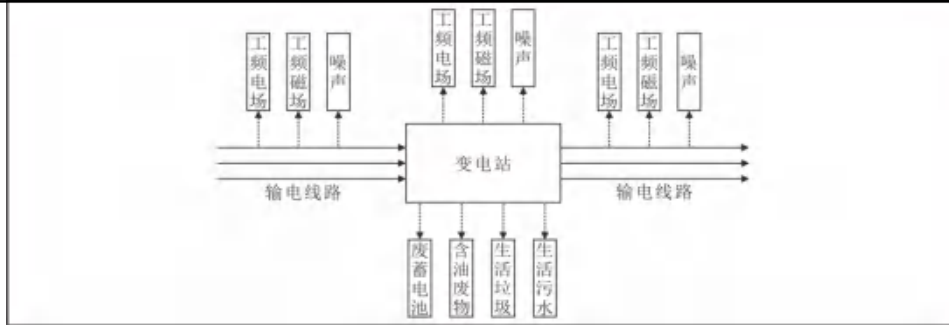 工频电场
工频磁场
噪声
工频电场
工频磁场
噪声
工频电场
工频磁场
噪声
变电站
输电线路
输电线路
废蓄电池
含油废物
生活垃圾
生活污水